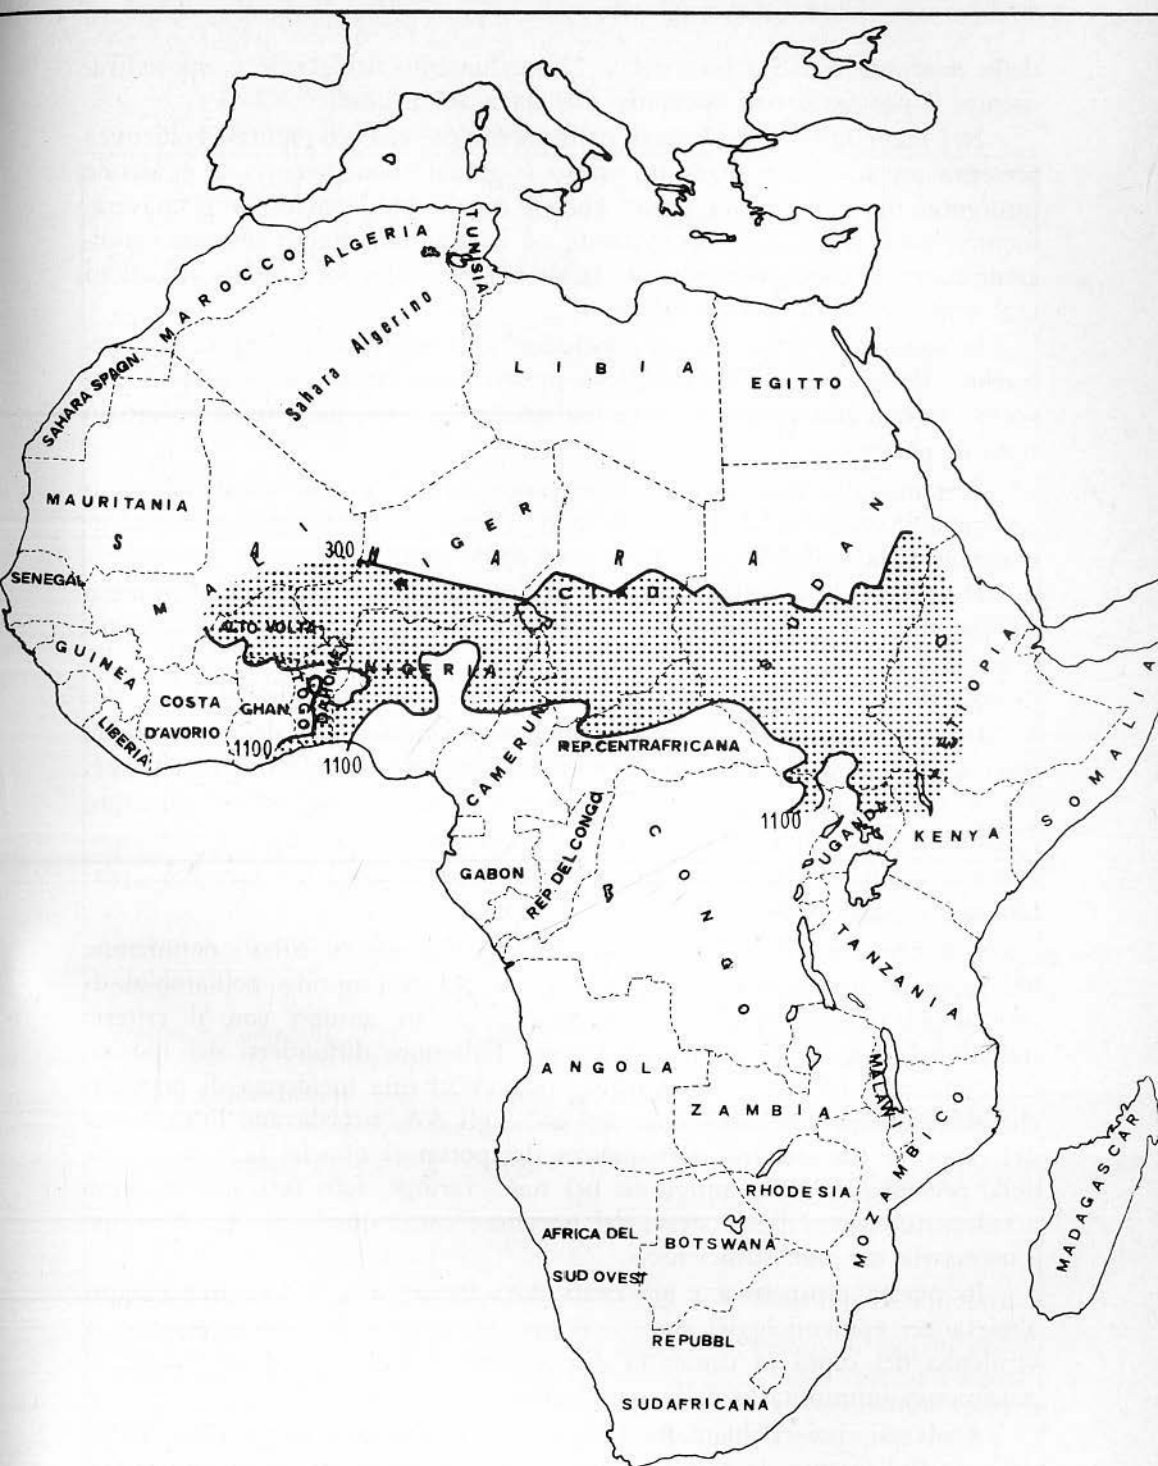 TUNISIA
ALGERIA
MAROCCO
Sahara Algerino
SAHARA SPAGN.
LIBIA
EGITTO
MAURITANIA
SAHARA
MALI
NIGER
CIAD
SUDAN
300
SENEGAL
ALTO VOLTA
GUINEA
COSTA
D'AVORIO
LIBERIA
GHAN
TOGO
DAHOMEY
NIGERIA
1100
1100
CAMERUN
REP. CENTRAFRICANA
ETIOPIA
SOMALIA
1100
UGANDA
KENYA
GABON
REP. DEL CONGO
CONGO
TANZANIA
ANGOLA
ZAMBIA
MALAWI
MOZAMBICO
MADAGASCAR
RHODESIA
AFRICA DEL
SUD OVEST
BOTSWANA
REPUBBL
SUDAFRICANA